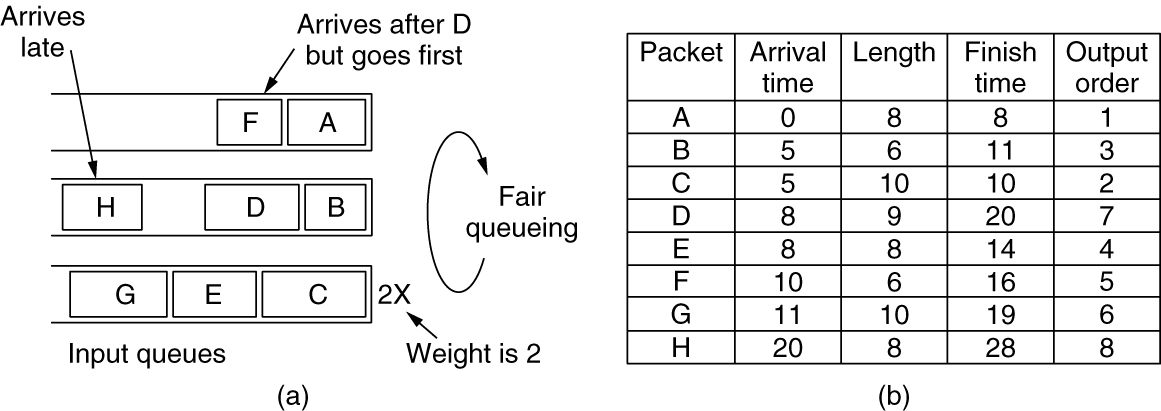 Arrives
late
Arrives after D
but goes first
F A
H D B
G E C 2X
Fair
queueing
Input queues
Weight is 2
(a)
Packet Arrival time Length Finish time Output order
A 0 8 8 1
B 5 6 11 3
C 5 10 10 2
D 8 9 20 7
E 8 8 14 4
F 10 6 16 5
G 11 10 19 6
H 20 8 28 8
(b)